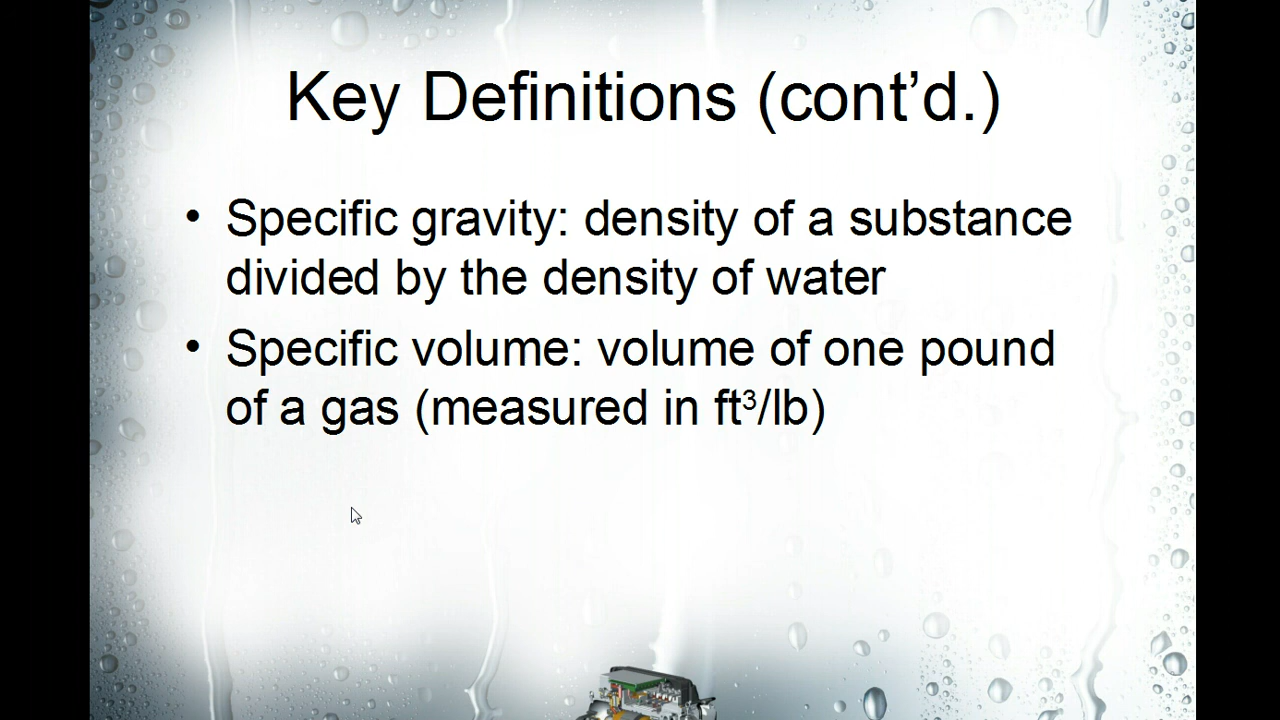 Key Definitions (cont’d.)
• Specific gravity: density of a substance
divided by the density of water
• Specific volume: volume of one pound
of a gas (measured in ft³/lb)